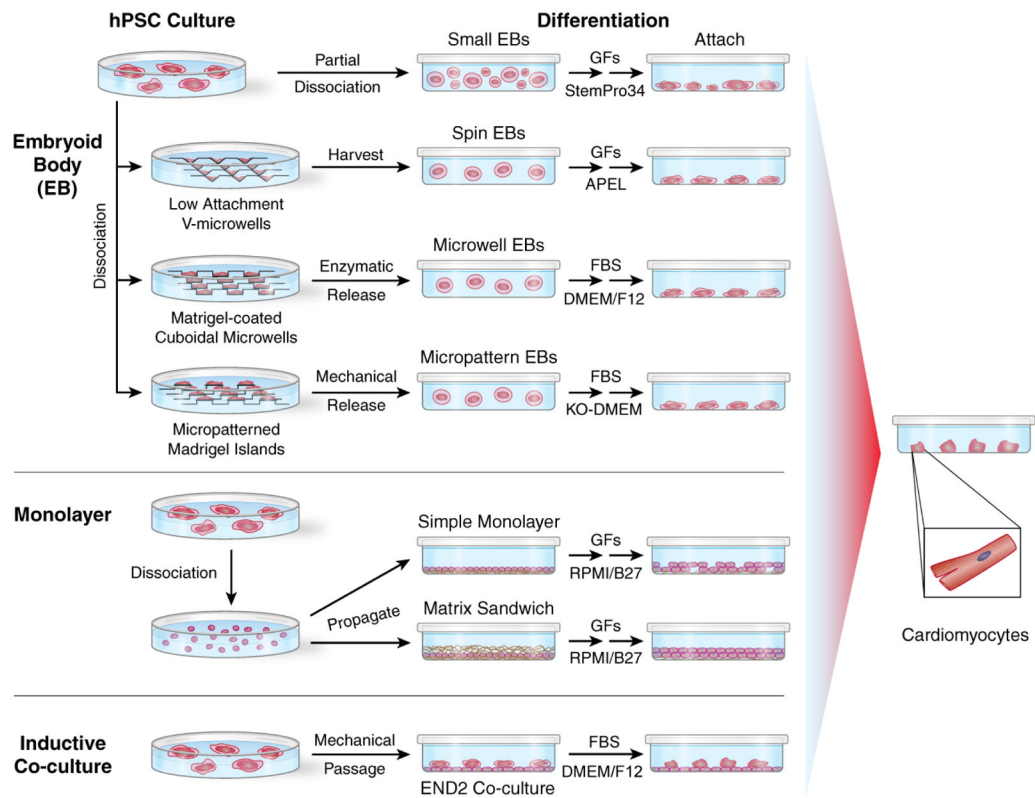 hPSC Culture
Differentiation
Partial
Dissociation
Small EBs
GFs
StemPro34
Attach
Embryoid
Body
(EB)
Dissociation
Low Attachment
V-microwells
Harvest
Spin EBs
GFs
APEL
Matrigel-coated
Cuboidal Microwells
Enzymatic
Release
Microwell EBs
FBS
DMEM/F12
Micropatterned
Madrigel Islands
Mechanical
Release
Micropattern EBs
FBS
KO-DMEM
Monolayer
Dissociation
Propagate
Simple Monolayer
GFs
RPMI/B27
Matrix Sandwich
GFs
RPMI/B27
Inductive
Co-culture
Mechanical
Passage
END2 Co-culture
FBS
DMEM/F12
Cardiomyocytes